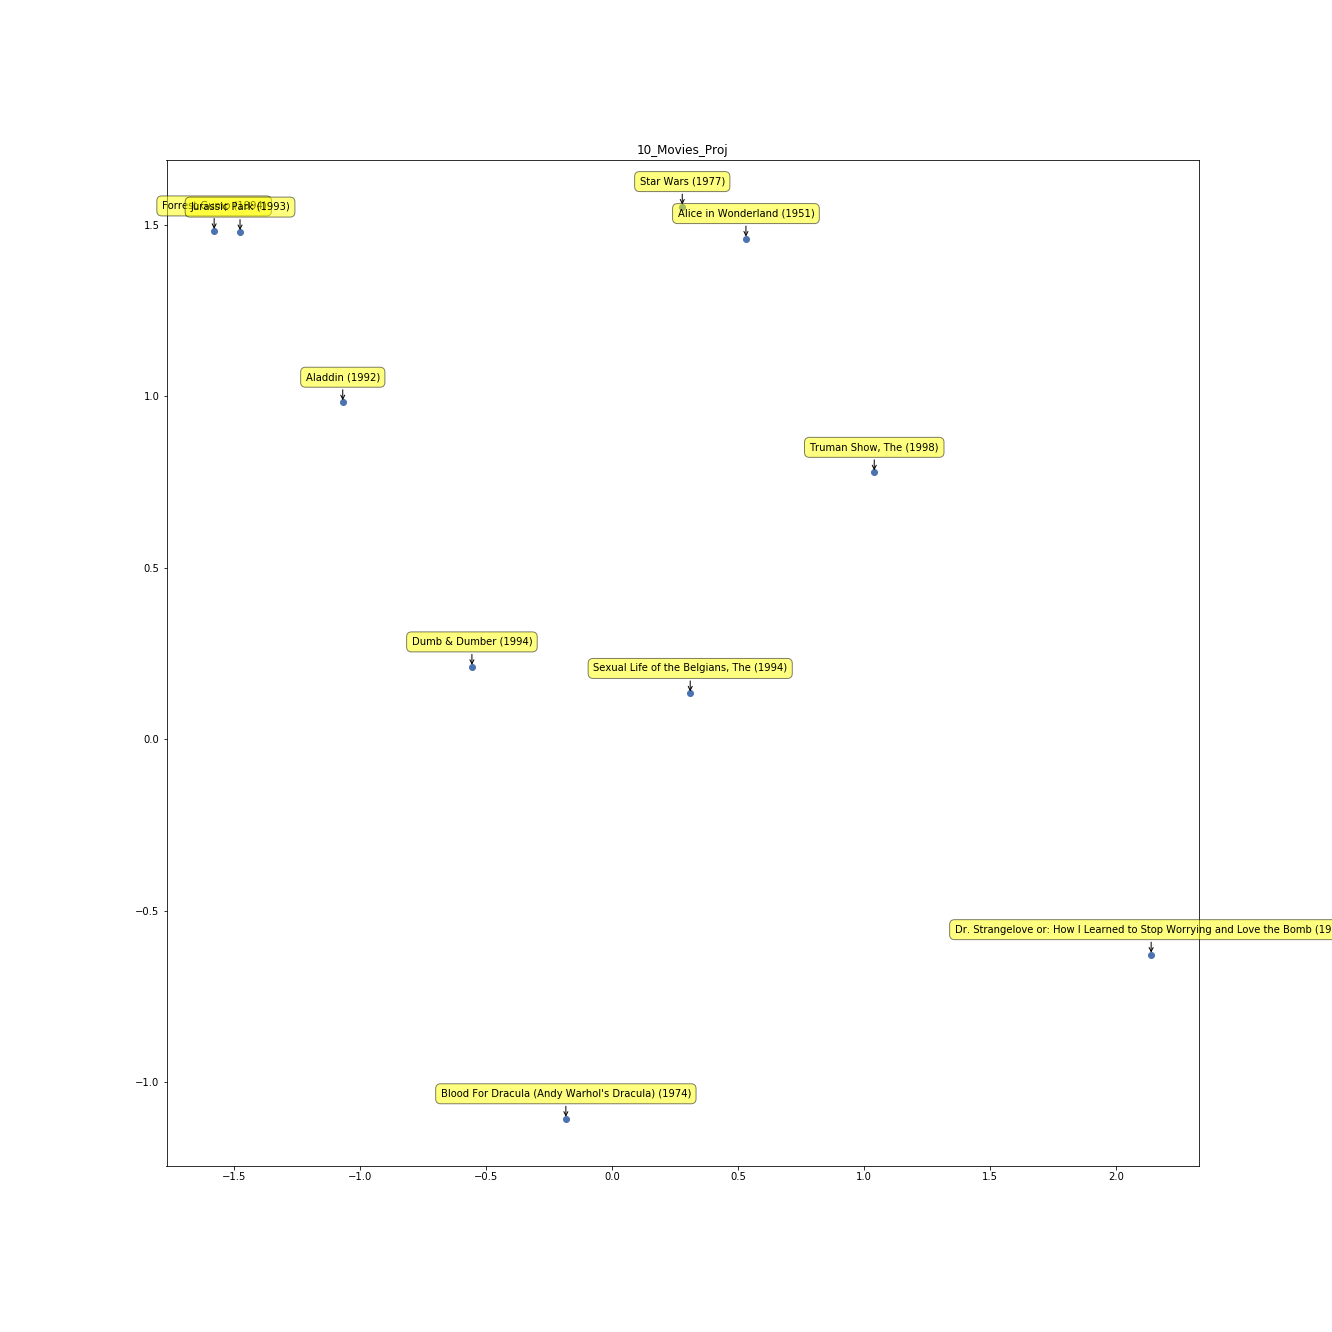 10_Movies_Proj
Star Wars (1977)
Forrest Gump (1994)
Jurassic Park (1993)
Alice in Wonderland (1951)
1.5
Aladdin (1992)
1.0
Truman Show, The (1998)
0.5
Dumb & Dumber (1994)
Sexual Life of the Belgians, The (1994)
0.0
−0.5
Dr. Strangelove or: How I Learned to Stop Worrying and Love the Bomb (19
−1.0
Blood For Dracula (Andy Warhol's Dracula) (1974)
−1.5 −1.0 −0.5 0.0 0.5 1.0 1.5 2.0